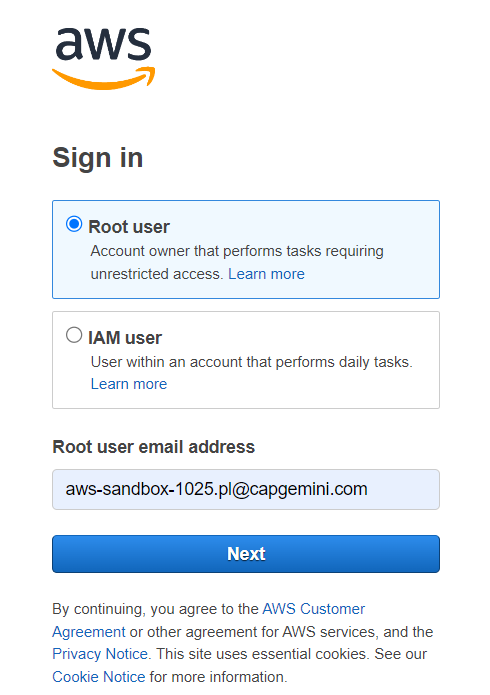 aws
Sign in
Root user
Account owner that performs tasks requiring
unrestricted access. Learn more
IAM user
User within an account that performs daily tasks.
Learn more
Root user email address
aws-sandbox-1025.pl@capgemini.com
Next
By continuing, you agree to the AWS Customer
Agreement or other agreement for AWS services, and the
Privacy Notice. This site uses essential cookies. See our
Cookie Notice for more information.